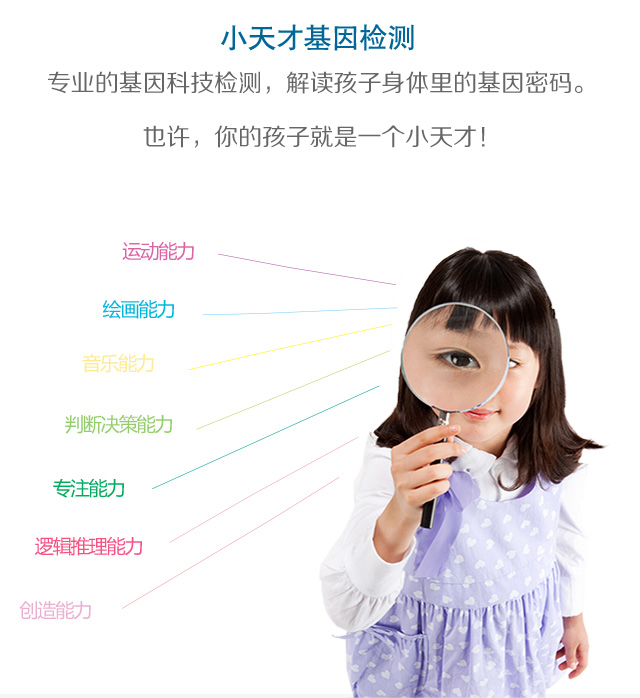 小天才基因检测
专业的基因科技检测，解读孩子身体里的基因密码。
也许，你的孩子就是一个小天才！
运动能力
绘画能力
音乐能力
判断决策能力
专注能力
逻辑推理能力
创造能力